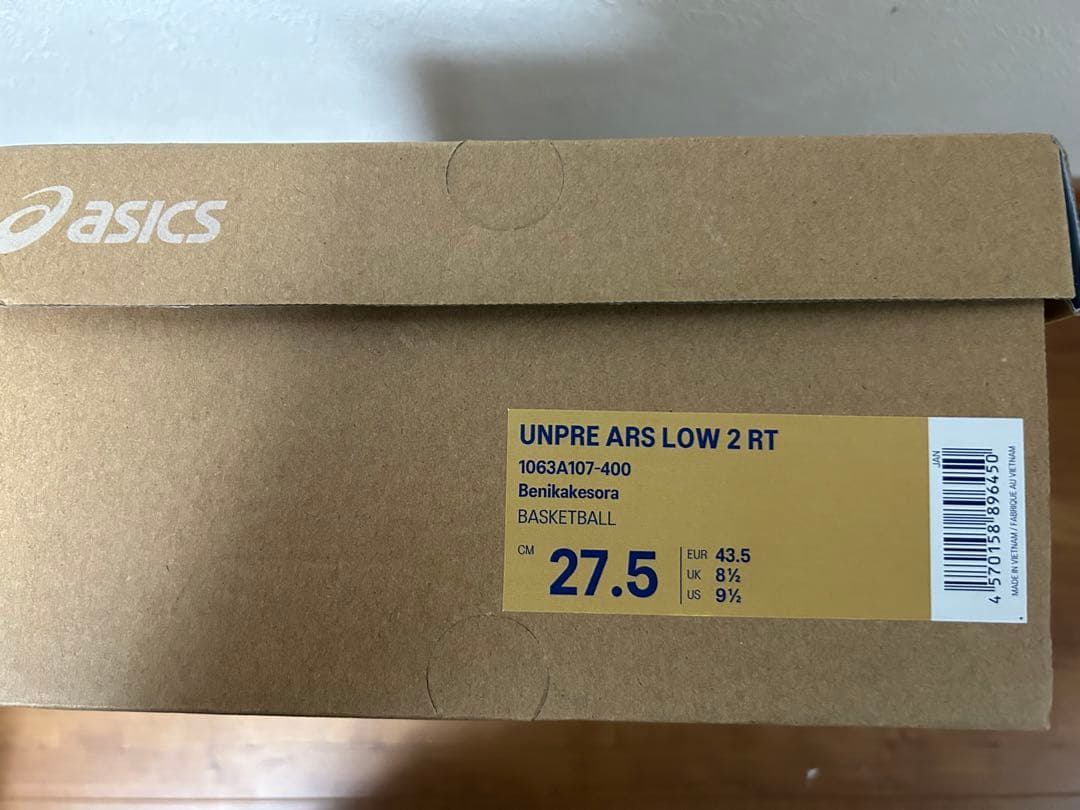 asics
UNPRE ARS LOW 2 RT
1063A107-400
Benikakesora
BASKETBALL
CM 27.5
EUR 43.5
UK 8½
US 9½
JAN
4 570158 896450
MADE IN VIETNAM / FABRIQUE AU VIETNAM